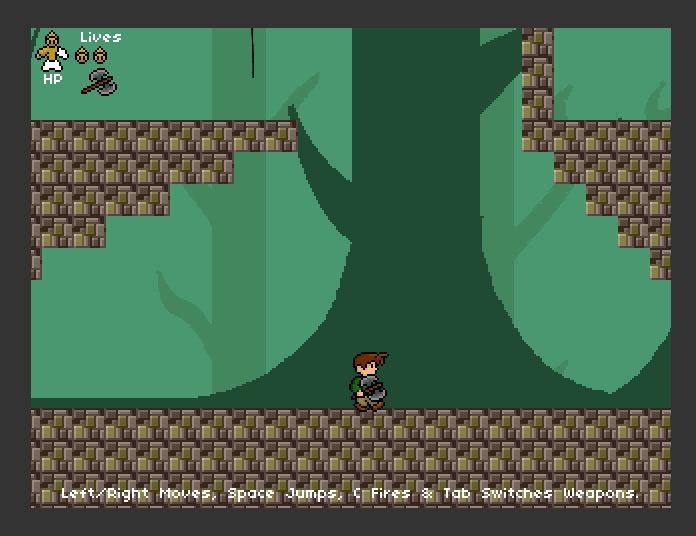 Lives
HP
Left/Right Moves, Space Jumps, C Fires & Tab Switches Weapons.